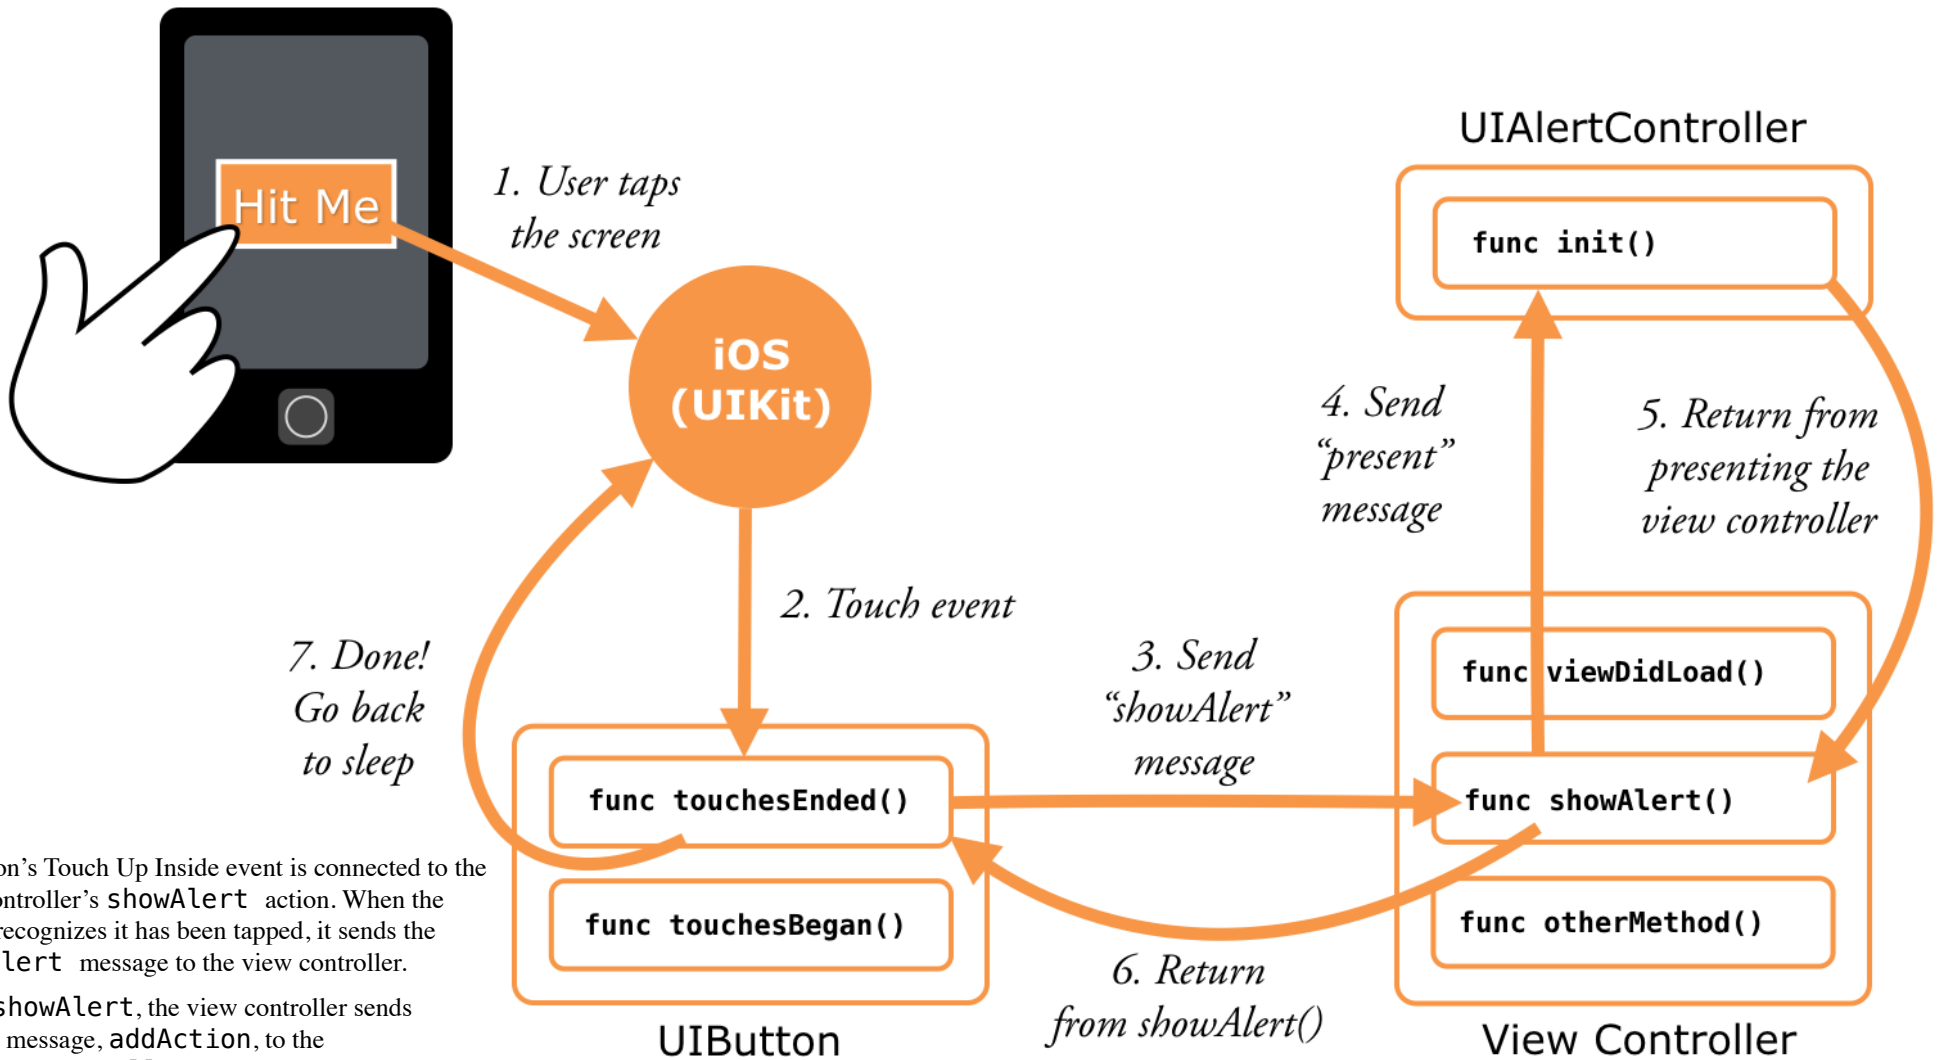 Hit Me
1. User taps
the screen
iOS
(UIKit)
2. Touch event
UIAlertController
func init()
4. Send
“present”
message
5. Return from
presenting the
view controller
3. Send
“showAlert”
message
7. Done!
Go back
to sleep
func touchesEnded()
func touchesBegan()
UIButton
func viewDidLoad()
func showAlert()
func otherMethod()
View Controller
6. Return
from showAlert()
on’s Touch Up Inside event is connected to the
ontroller’s showAlert action. When the
recognizes it has been tapped, it sends the
lert message to the view controller.
showAlert, the view controller sends
message, addAction, to the